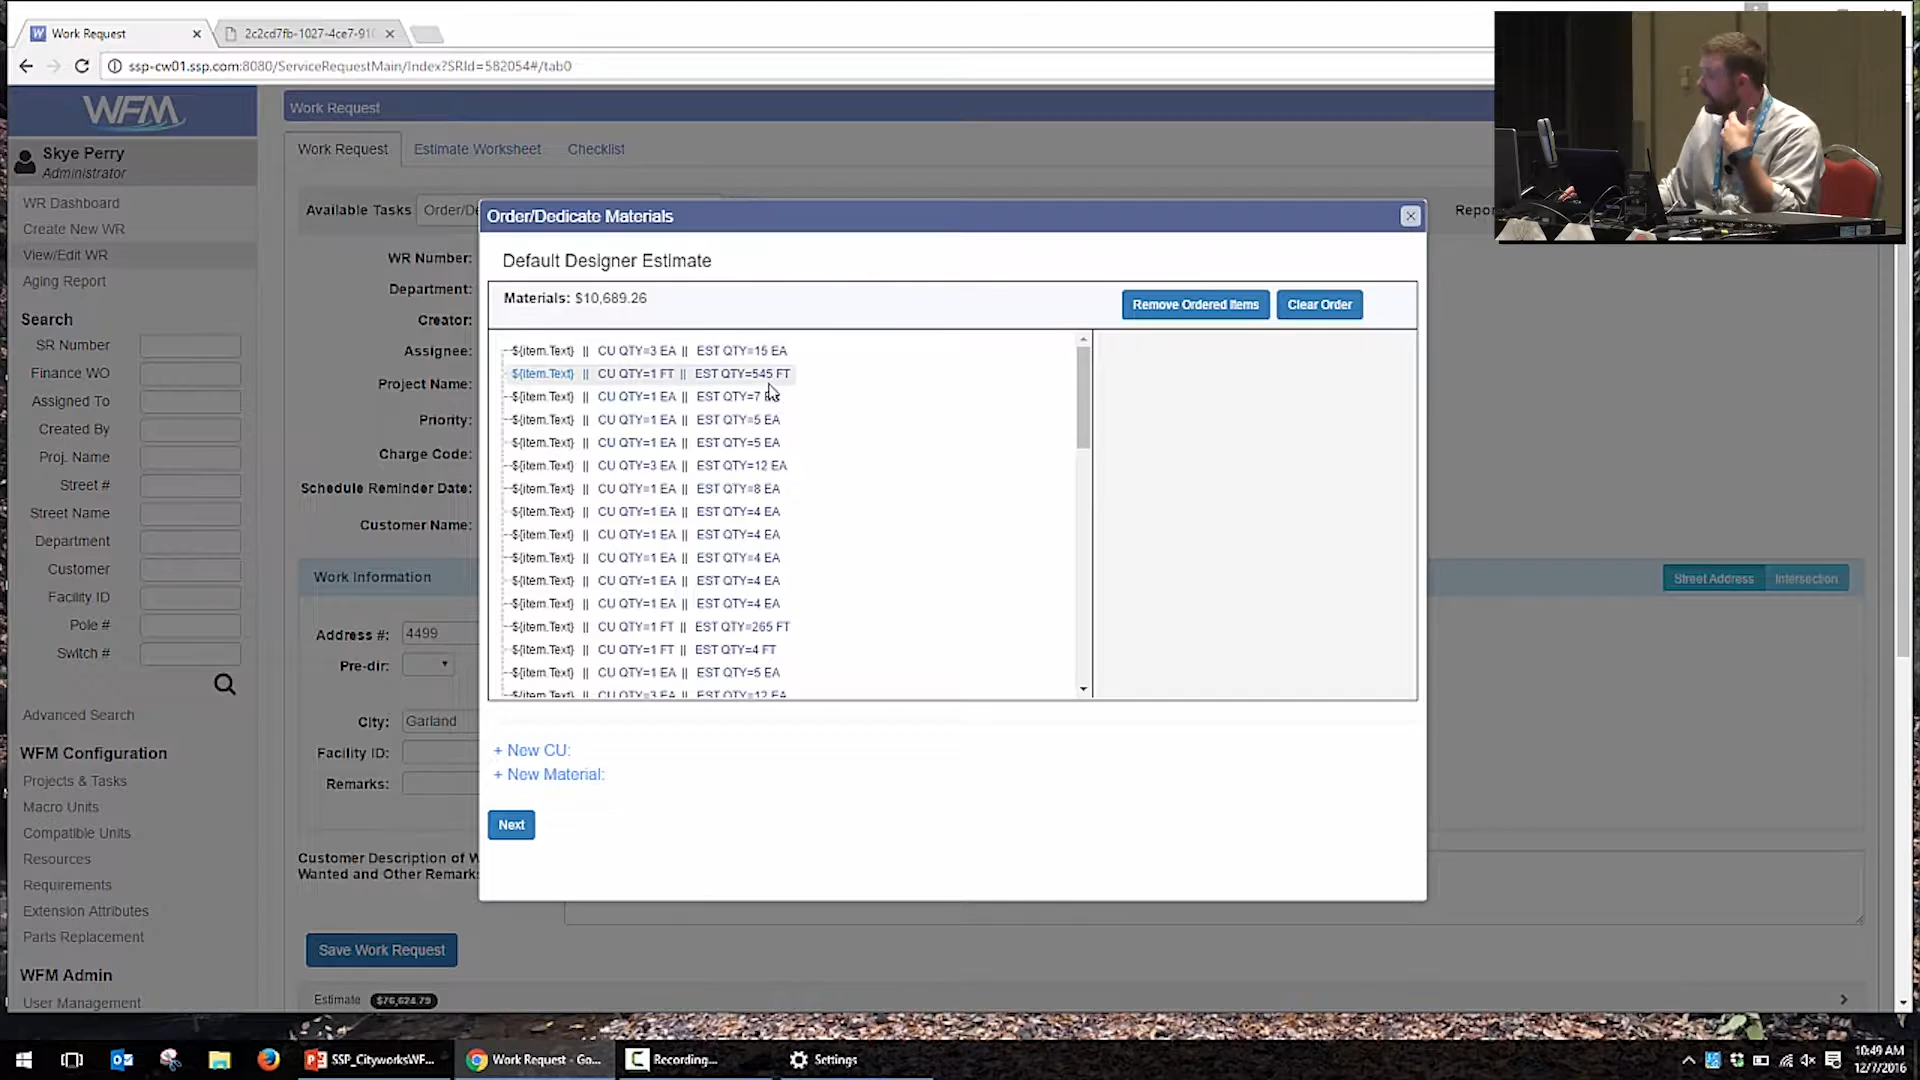 Work Request
2c2cd7fb-1027-4ce7-910
ssp-cw01.ssp.com:8080/ServiceRequestMain/Index?SRId=582054#/tab0
WFM
Skye Perry
Administrator
WR Dashboard
Create New WR
View/Edit WR
Aging Report
Search
SR Number
Finance WO
Assigned To
Created By
Proj. Name
Street #
Street Name
Department
Customer
Facility ID
Pole #
Switch #
Advanced Search
WFM Configuration
Projects & Tasks
Macro Units
Compatible Units
Resources
Requirements
Extension Attributes
Parts Replacement
WFM Admin
User Management
Work Request
Work Request Estimate Worksheet Checklist
Available Tasks Order/De
Repor
WR Number:
Department:
Creator:
Assignee:
Project Name:
Priority:
Charge Code:
Schedule Reminder Date:
Customer Name:
Work Information
Street Address Intersection
Address #: 4499
Pre-dir:
City: Garland
Facility ID:
Remarks:
Customer Description of W
Wanted and Other Remark
Save Work Request
Estimate $76,624.79
Order/Dedicate Materials
Default Designer Estimate
Materials: $10,689.26
Remove Ordered Items Clear Order
${item.Text} || CU QTY=3 EA || EST QTY=15 EA
${item.Text} || CU QTY=1 FT || EST QTY=545 FT
${item.Text} || CU QTY=1 EA || EST QTY=7 EA
${item.Text} || CU QTY=1 EA || EST QTY=5 EA
${item.Text} || CU QTY=1 EA || EST QTY=5 EA
${item.Text} || CU QTY=3 EA || EST QTY=12 EA
${item.Text} || CU QTY=1 EA || EST QTY=8 EA
${item.Text} || CU QTY=1 EA || EST QTY=4 EA
${item.Text} || CU QTY=1 EA || EST QTY=4 EA
${item.Text} || CU QTY=1 EA || EST QTY=4 EA
${item.Text} || CU QTY=1 EA || EST QTY=4 EA
${item.Text} || CU QTY=1 EA || EST QTY=4 EA
${item.Text} || CU QTY=1 FT || EST QTY=265 FT
${item.Text} || CU QTY=1 FT || EST QTY=4 FT
${item.Text} || CU QTY=1 EA || EST QTY=5 EA
${item.Text} || CU QTY=3 EA || EST QTY=12 EA
+ New CU:
+ New Material:
Next
SSP_CityworksWF...
Work Request - Go...
Recording...
Settings
10:49 AM
12/7/2016